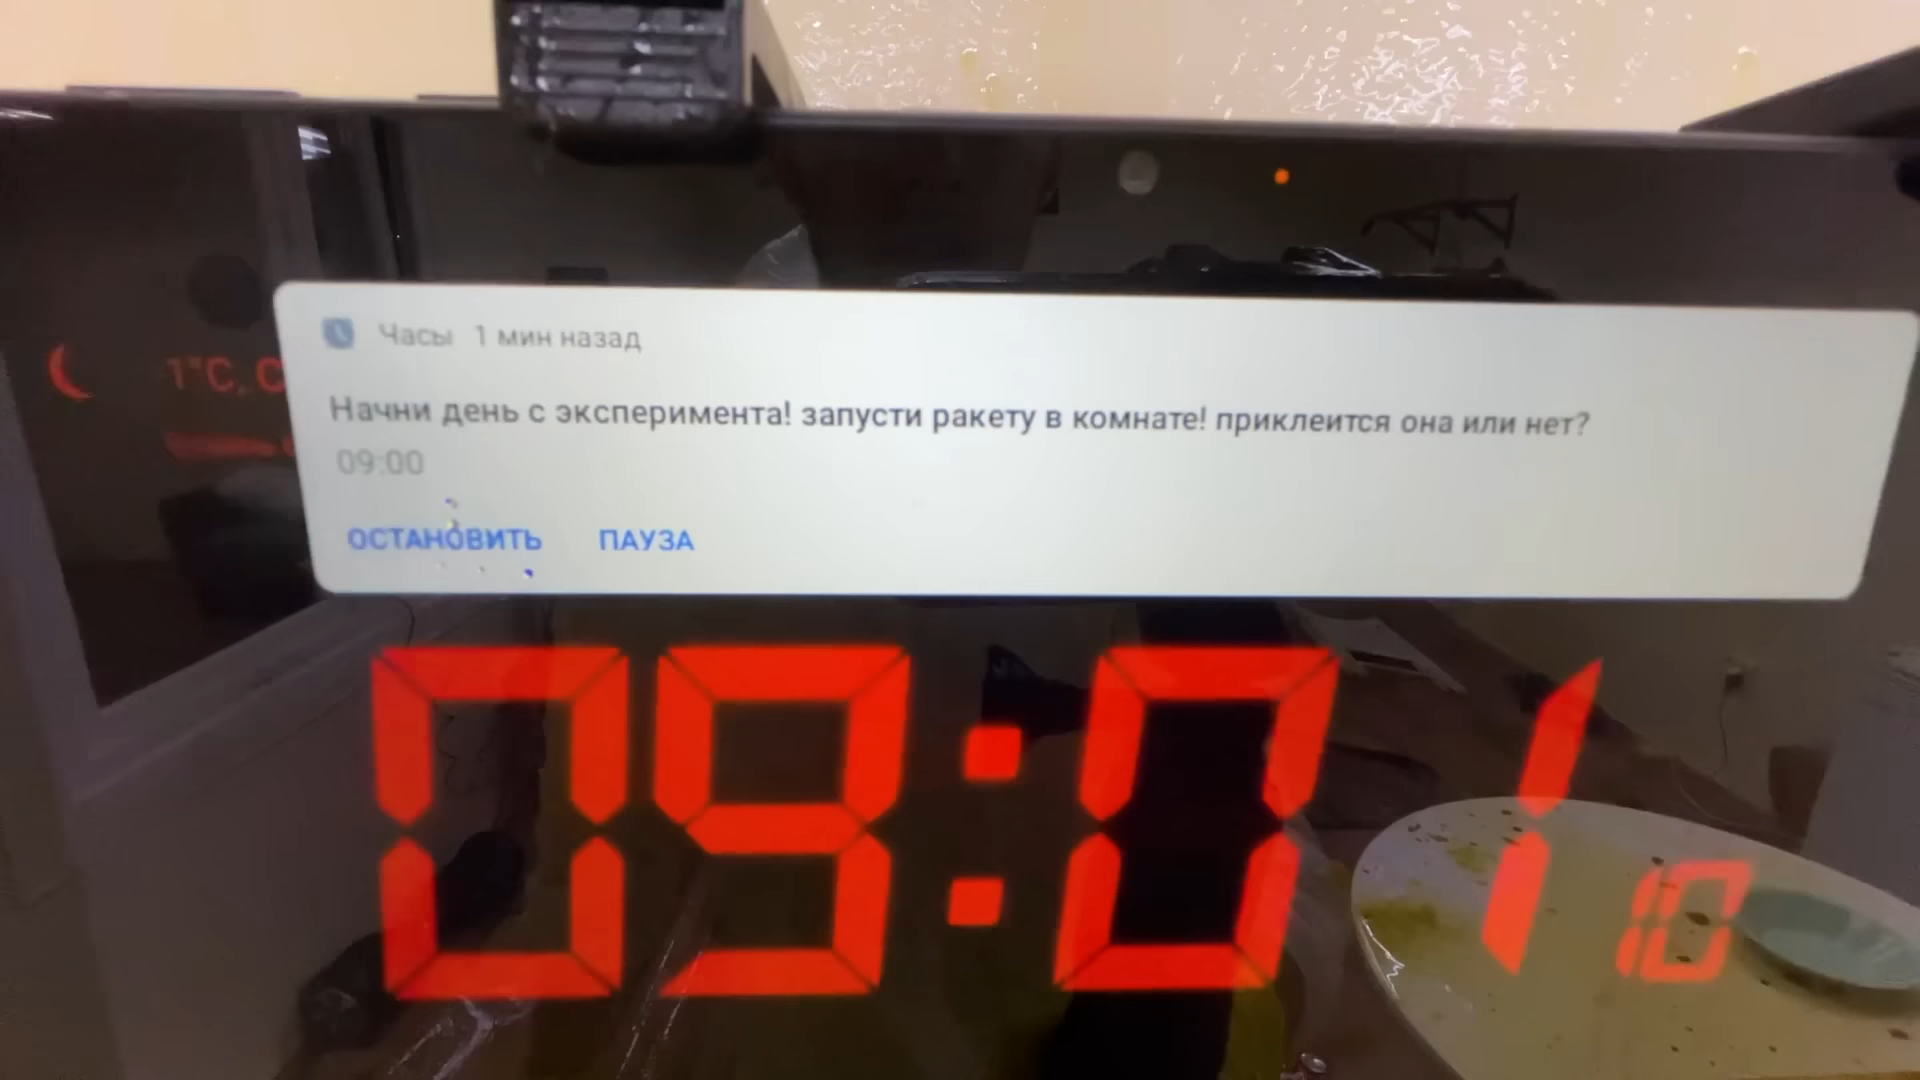 Часы 1 мин назад
1°C, С
Начни день с эксперимента! запусти ракету в комнате! приклеится она или нет?
09:00
ОСТАНОВИТЬ ПАУЗА
09:01 10